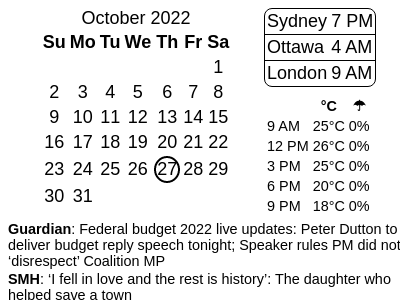 October 2022
Su Mo Tu We Th Fr Sa
1
2 3 4 5 6 7 8
9 10 11 12 13 14 15
16 17 18 19 20 21 22
23 24 25 26 27 28 29
30 31
Sydney 7 PM
Ottawa 4 AM
London 9 AM
°C ☂
9 AM 25°C 0%
12 PM 26°C 0%
3 PM 25°C 0%
6 PM 20°C 0%
9 PM 18°C 0%
Guardian: Federal budget 2022 live updates: Peter Dutton to
deliver budget reply speech tonight; Speaker rules PM did not
‘disrespect’ Coalition MP
SMH: ‘I fell in love and the rest is history’: The daughter who
helped save a town